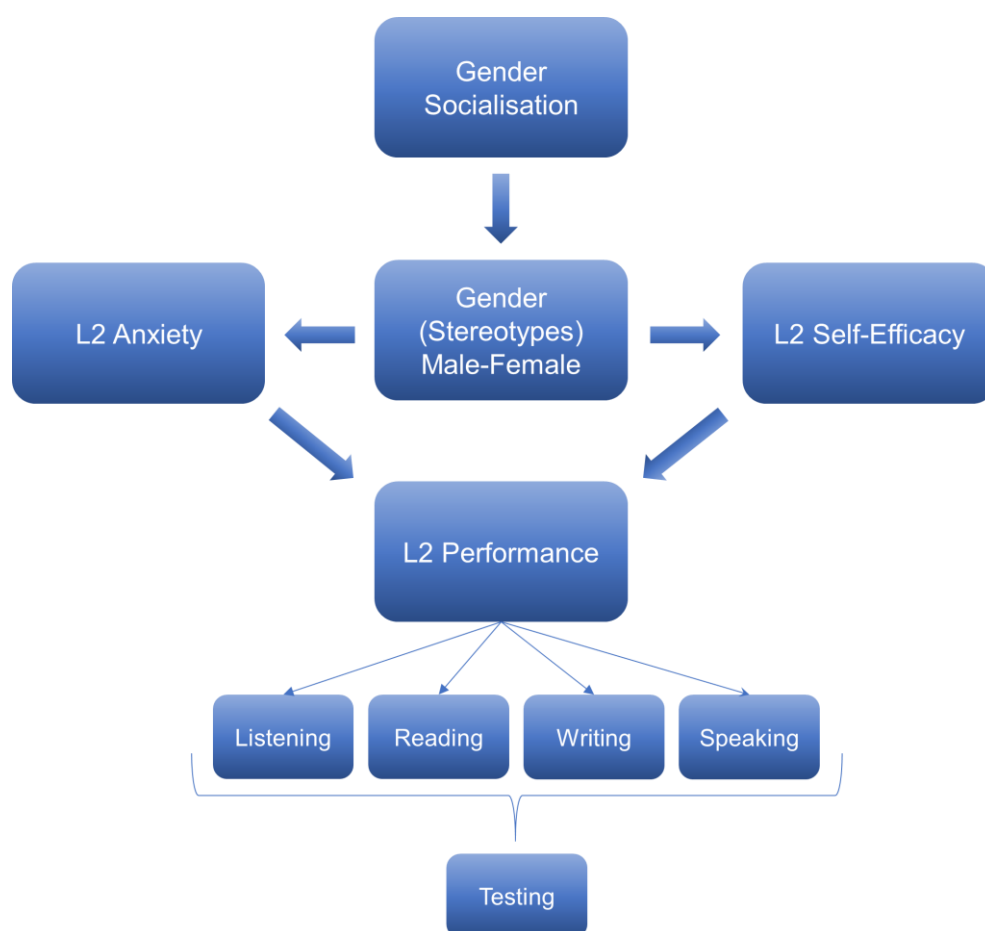 Gender
Socialisation
L2 Anxiety
Gender
(Stereotypes)
Male-Female
L2 Self-Efficacy
L2 Performance
Listening
Reading
Writing
Speaking
Testing